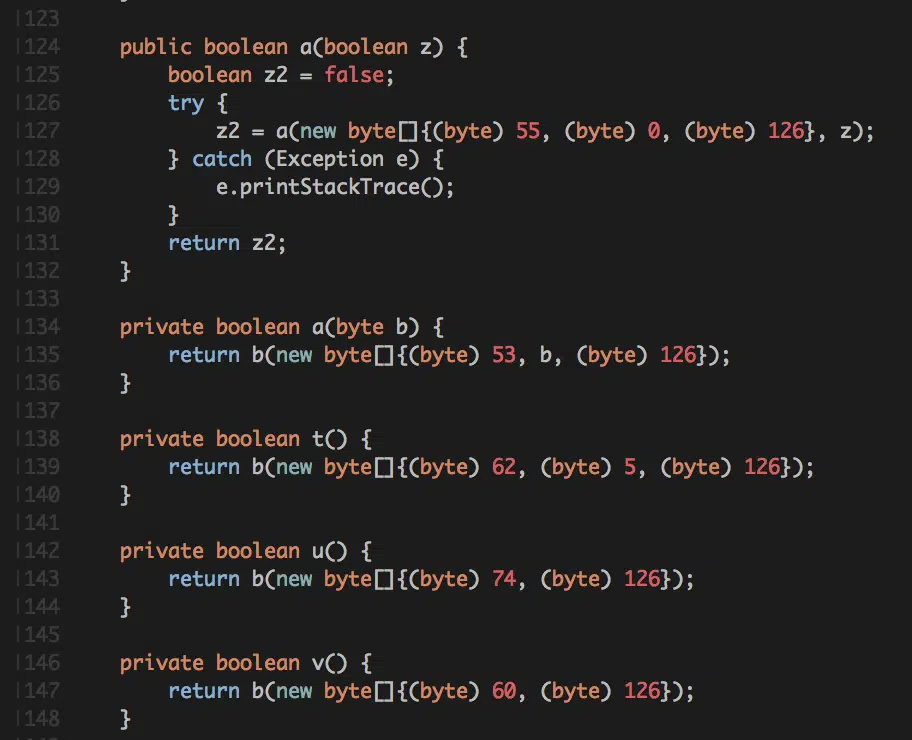 |123
|124    public boolean a(boolean z) {
|125        boolean z2 = false;
|126        try {
|127            z2 = a(new byte[]{(byte) 55, (byte) 0, (byte) 126}, z);
|128        } catch (Exception e) {
|129            e.printStackTrace();
|130        }
|131        return z2;
|132    }
|133
|134    private boolean a(byte b) {
|135        return b(new byte[]{(byte) 53, b, (byte) 126});
|136    }
|137
|138    private boolean t() {
|139        return b(new byte[]{(byte) 62, (byte) 5, (byte) 126});
|140    }
|141
|142    private boolean u() {
|143        return b(new byte[]{(byte) 74, (byte) 126});
|144    }
|145
|146    private boolean v() {
|147        return b(new byte[]{(byte) 60, (byte) 126});
|148    }